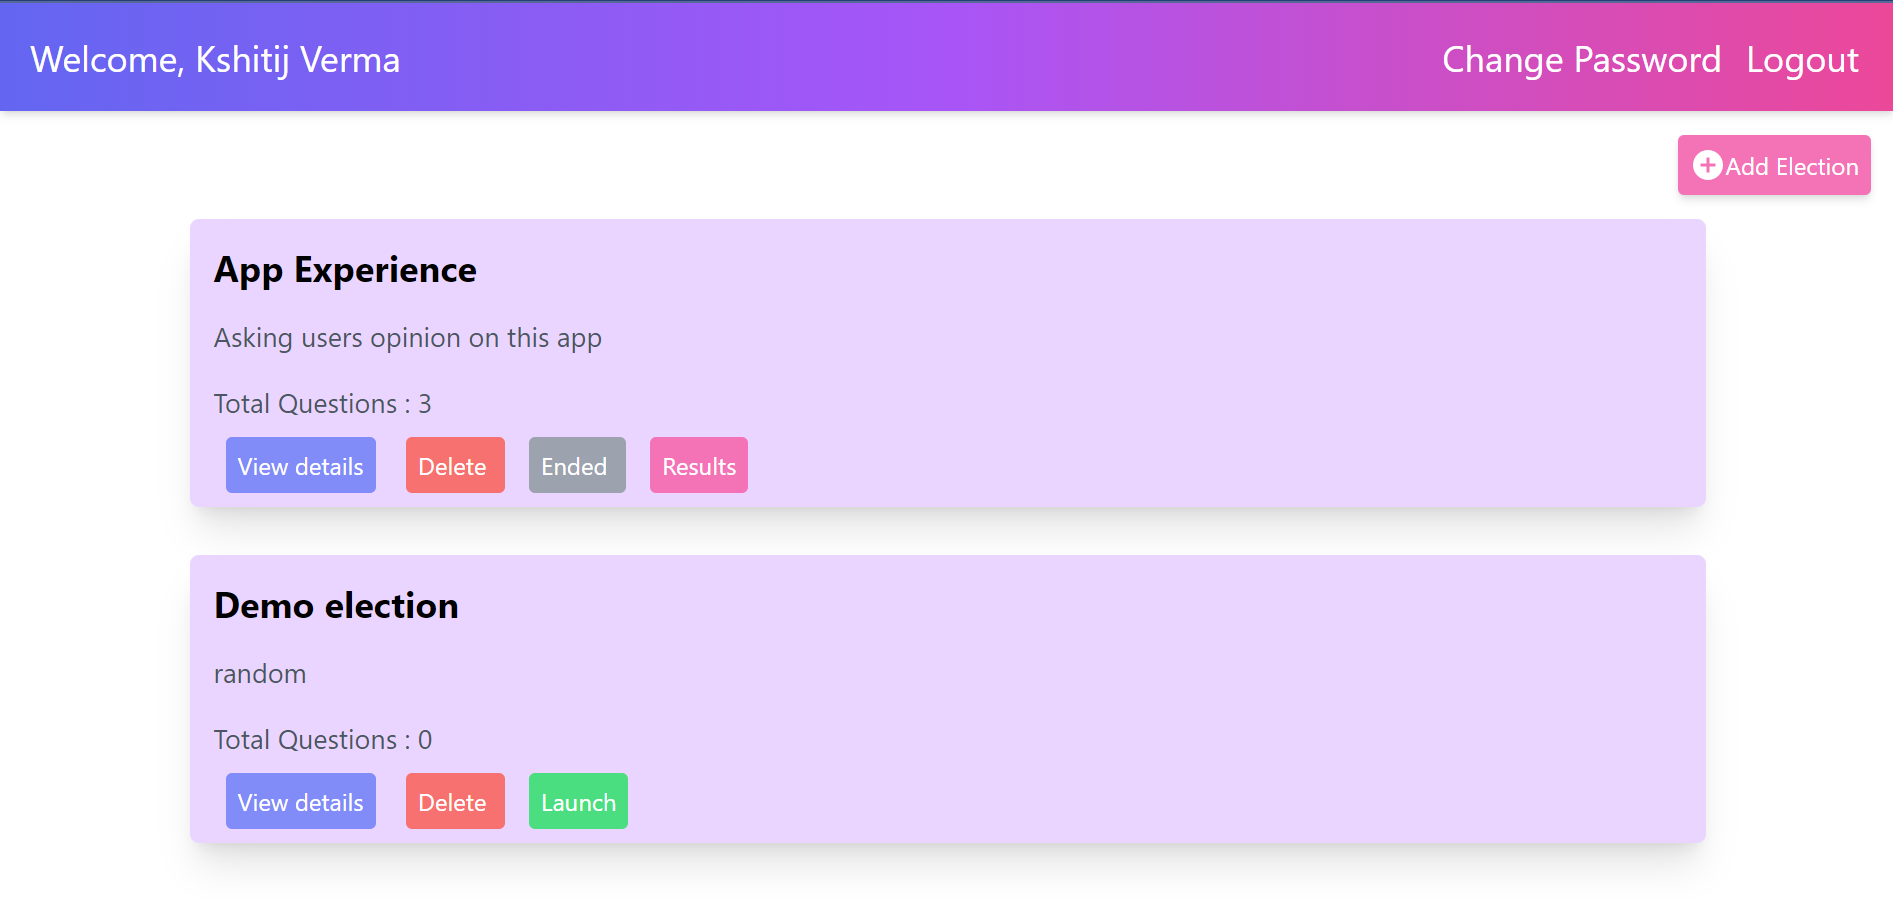 Welcome, Kshitij Verma Change Password Logout
Add Election
App Experience
Asking users opinion on this app
Total Questions : 3
View details Delete Ended Results
Demo election
random
Total Questions : 0
View details Delete Launch